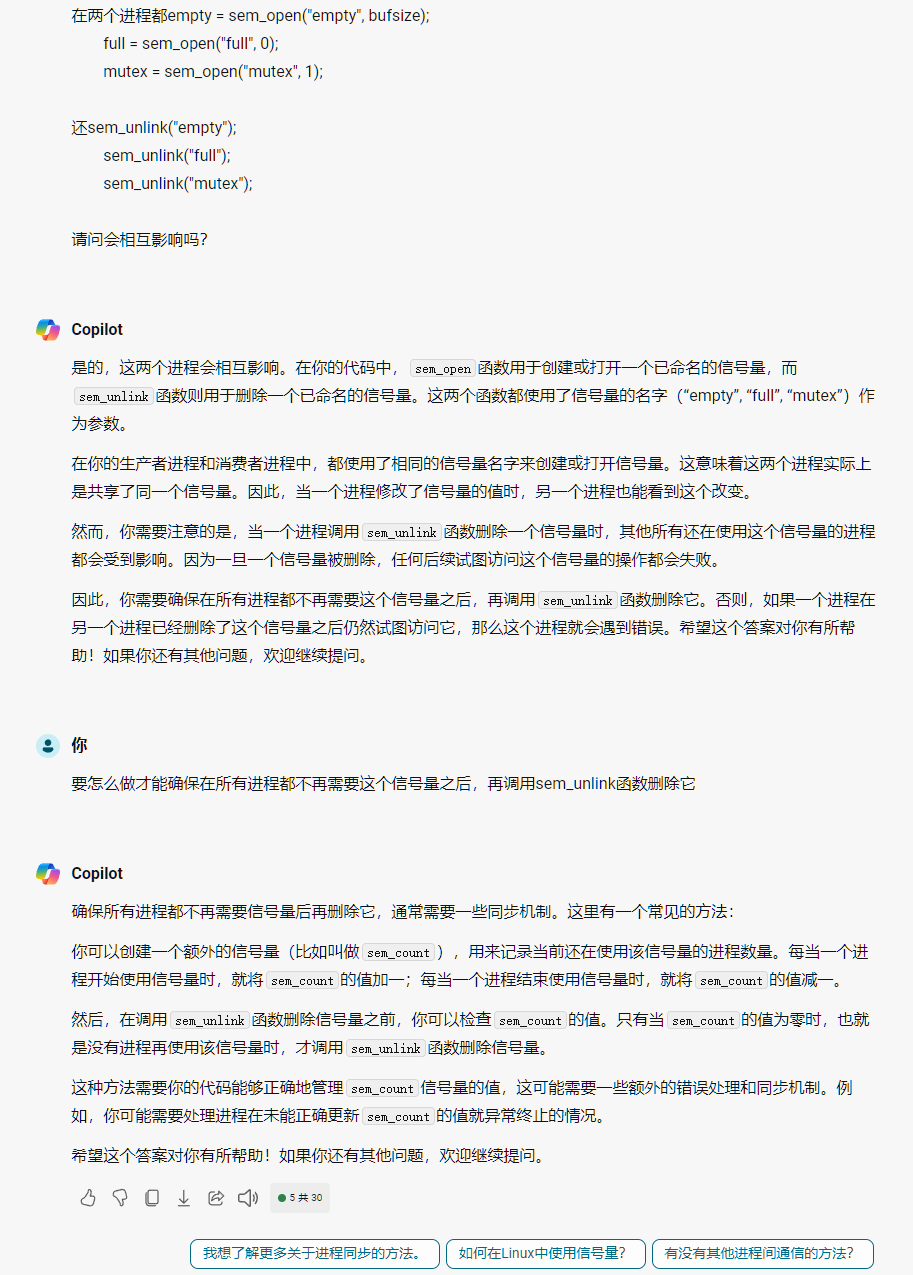 在两个进程都empty = sem_open("empty", bufsize);
full = sem_open("full", 0);
mutex = sem_open("mutex", 1);
还sem_unlink("empty");
sem_unlink("full");
sem_unlink("mutex");
请问会相互影响吗?
Copilot
是的，这两个进程会相互影响。在你的代码中， sem_open 函数用于创建或打开一个已命名的信号量，而
sem_unlink 函数则用于删除一个已命名的信号量。这两个函数都使用了信号量的名字（“empty”, “full”, “mutex”）作
为参数。
在你的生产者进程和消费者进程中，都使用了相同的信号量名字来创建或打开信号量。这意味着这两个进程实际上
是共享了同一个信号量。因此，当一个进程修改了信号量的值时，另一个进程也能看到这个改变。
然而，你需要注意的是，当一个进程调用 sem_unlink 函数删除一个信号量时，其他所有还在使用这个信号量的进程
都会受到影响。因为一旦一个信号量被删除，任何后续试图访问这个信号量的操作都会失败。
因此，你需要确保在所有进程都不再需要这个信号量之后，再调用 sem_unlink 函数删除它。否则，如果一个进程在
另一个进程已经删除了这个信号量之后仍然试图访问它，那么这个进程就会遇到错误。希望这个答案对你有所帮
助！如果你还有其他问题，欢迎继续提问。
你
要怎么做才能确保在所有进程都不再需要这个信号量之后，再调用sem_unlink函数删除它
Copilot
确保所有进程都不再需要信号量后再删除它，通常需要一些同步机制。这里有一个常见的方法：
你可以创建一个额外的信号量（比如叫做 sem_count ），用来记录当前还在使用该信号量的进程数量。每当一个进
程开始使用信号量时，就将 sem_count 的值加一；每当一个进程结束使用信号量时，就将 sem_count 的值减一。
然后，在调用 sem_unlink 函数删除信号量之前，你可以检查 sem_count 的值。只有当 sem_count 的值为零时，也就
是没有进程再使用该信号量时，才调用 sem_unlink 函数删除信号量。
这种方法需要你的代码能够正确地管理 sem_count 信号量的值，这可能需要一些额外的错误处理和同步机制。例
如，你可能需要处理进程在未能正确更新 sem_count 的值就异常终止的情况。
希望这个答案对你有所帮助！如果你还有其他问题，欢迎继续提问。
5 共 30
我想了解更多关于进程同步的方法。 如何在Linux中使用信号量？ 有没有其他进程间通信的方法？